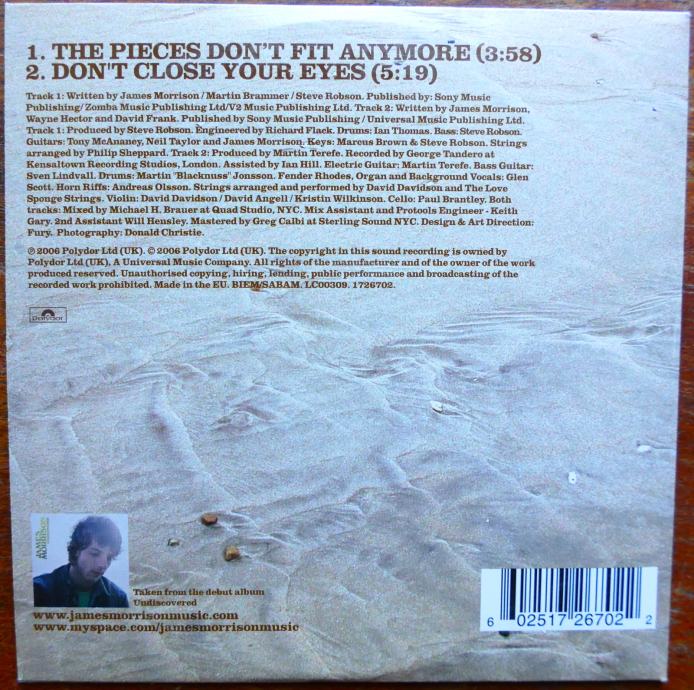 1. THE PIECES DON'T FIT ANYMORE (3:58)
2. DON'T CLOSE YOUR EYES (5:19)
Track 1: Written by James Morrison / Martin Brammer / Steve Robson. Published by: Sony Music
Publishing/ Zomba Music Publishing Ltd/V2 Music Publishing Ltd. Track 2: Written by James Morrison,
Wayne Hector and David Frank. Published by Sony Music Publishing / Universal Music Publishing Ltd.
Track 1: Produced by Steve Robson. Engineered by Richard Flack. Drums: Ian Thomas. Bass: Steve Robson.
Guitars: Tony McAnaney, Neil Taylor and James Morrison. Keys: Marcus Brown & Steve Robson. Strings
arranged by Philip Sheppard. Track 2: Produced by Martin Terefe. Recorded by George Tandero at
Kensaltown Recording Studios, London. Assisted by Ian Hill. Electric Guitar; Martin Terefe. Bass Guitar:
Sven Lindvall. Drums: Martin "Blacknuss" Jonsson. Fender Rhodes, Organ and Background Vocals: Glen
Scott. Horn Riffs: Andreas Olsson. Strings arranged and performed by David Davidson and The Love
Sponge Strings. Violin: David Davidson / David Angell / Kristin Wilkinson. Cello: Paul Brantley. Both
tracks: Mixed by Michael H. Brauer at Quad Studio, NYC. Mix Assistant and Protools Engineer - Keith
Gary. 2nd Assistant Will Hensley. Mastered by Greg Calbi at Sterling Sound NYC. Design & Art Direction:
Fury. Photography: Donald Christie.
℗ 2006 Polydor Ltd (UK). © 2006 Polydor Ltd (UK). The copyright in this sound recording is owned by
Polydor Ltd (UK), A Universal Music Company. All rights of the manufacturer and of the owner of the work
produced reserved. Unauthorised copying, hiring, lending, public performance and broadcasting of the
recorded work prohibited. Made in the EU. BIEM/SABAM. LC00309. 1726702.
Polydor
JAMES
MORRISON
Taken from the debut album
Undiscovered
www.jamesmorrisonmusic.com
www.myspace.com/jamesmorrisonmusic
6 02517 26702 2